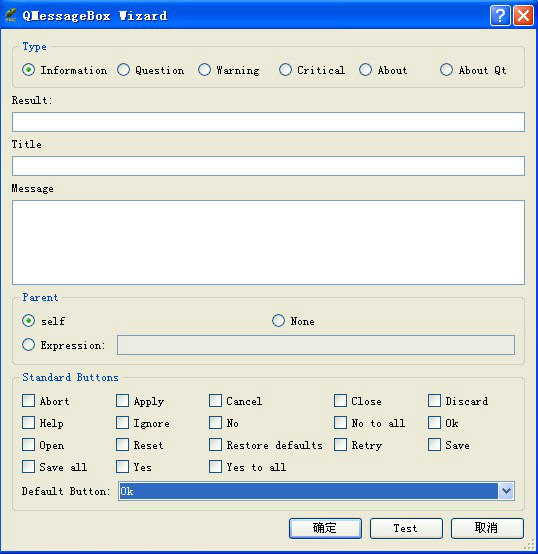 QMessageBox Wizard
Type
Information Question Warning Critical About About Qt
Result:
Title
Message
Parent
self None
Expression:
Standard Buttons
Abort Apply Cancel Close Discard
Help Ignore No No to all Ok
Open Reset Restore defaults Retry Save
Save all Yes Yes to all
Default Button: Ok
确定 Test 取消